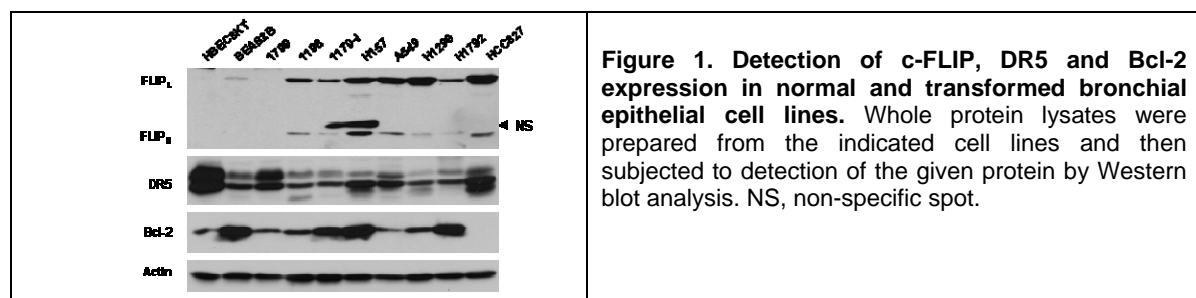 HBEC3KT BEAS2B 1799 1198 1170-I H157 A549 H1299 H1792 HCC827
FLIPL
NS
FLIPS
DR5
Bcl-2
Actin
Figure 1. Detection of c-FLIP, DR5 and Bcl-2
expression in normal and transformed bronchial
epithelial cell lines. Whole protein lysates were
prepared from the indicated cell lines and then
subjected to detection of the given protein by Western
blot analysis. NS, non-specific spot.